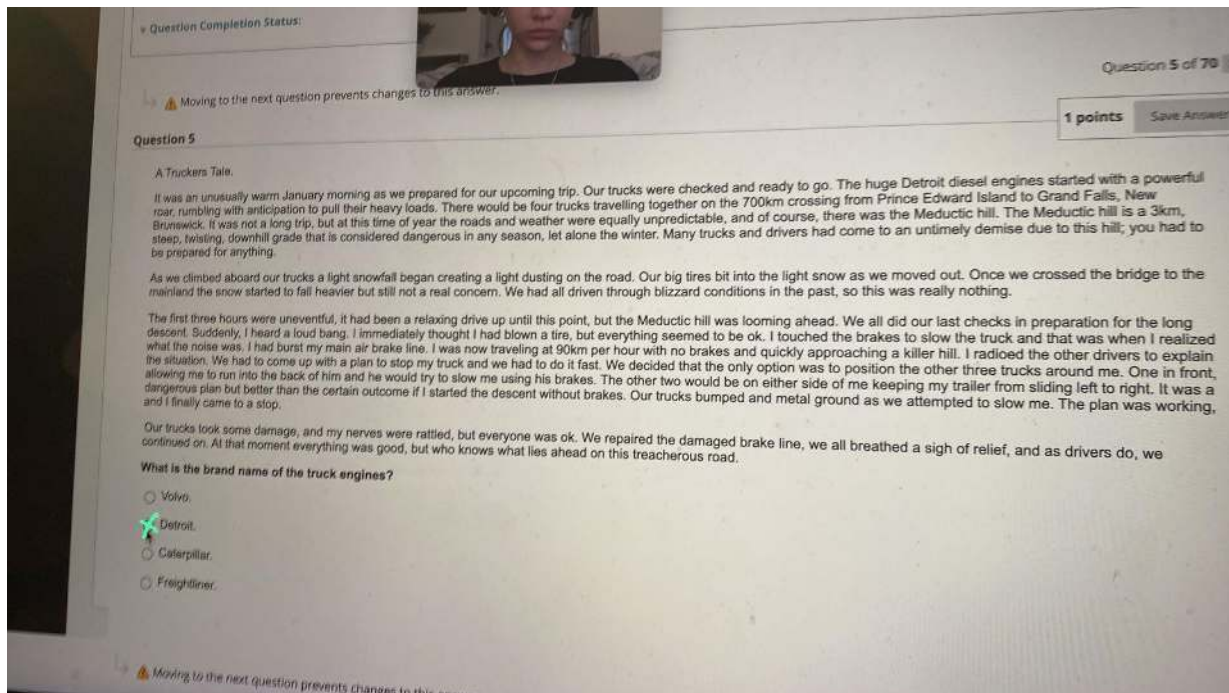 Question Completion Status:
Question 5 of 70
Moving to the next question prevents changes to this answer.
1 points
Save Answer
Question 5
A Truckers Tale.
It was an unusually warm January morning as we prepared for our upcoming trip. Our trucks were checked and ready to go. The huge Detroit diesel engines started with a powerful
roar, rumbling with anticipation to pull their heavy loads. There would be four trucks travelling together on the 700km crossing from Prince Edward Island to Grand Falls, New
Brunswick. It was not a long trip, but at this time of year the roads and weather were equally unpredictable, and of course, there was the Meductic hill. The Meductic hill is a 3km,
steep, twisting, downhill grade that is considered dangerous in any season, let alone the winter. Many trucks and drivers had come to an untimely demise due to this hill; you had to
be prepared for anything.
As we climbed aboard our trucks a light snowfall began creating a light dusting on the road. Our big tires bit into the light snow as we moved out. Once we crossed the bridge to the
mainland the snow started to fall heavier but still not a real concern. We had all driven through blizzard conditions in the past, so this was really nothing.
The first three hours were uneventful, it had been a relaxing drive up until this point, but the Meductic hill was looming ahead. We all did our last checks in preparation for the long
descent. Suddenly, I heard a loud bang. I immediately thought I had blown a tire, but everything seemed to be ok. I touched the brakes to slow the truck and that was when I realized
what the noise was. I had burst my main air brake line. I was now traveling at 90km per hour with no brakes and quickly approaching a killer hill. I radioed the other drivers to explain
the situation. We had to come up with a plan to stop my truck and we had to do it fast. We decided that the only option was to position the other three trucks around me. One in front,
allowing me to run into the back of him and he would try to slow me using his brakes. The other two would be on either side of me keeping my trailer from sliding left to right. It was a
dangerous plan but better than the certain outcome if I started the descent without brakes. Our trucks bumped and metal ground as we attempted to slow me. The plan was working,
and I finally came to a stop.
Our trucks took some damage, and my nerves were rattled, but everyone was ok. We repaired the damaged brake line, we all breathed a sigh of relief, and as drivers do, we
continued on. At that moment everything was good, but who knows what lies ahead on this treacherous road.
What is the brand name of the truck engines?
Volvo.
Detroit.
Caterpillar.
Freightliner.
Moving to the next question prevents changes to this